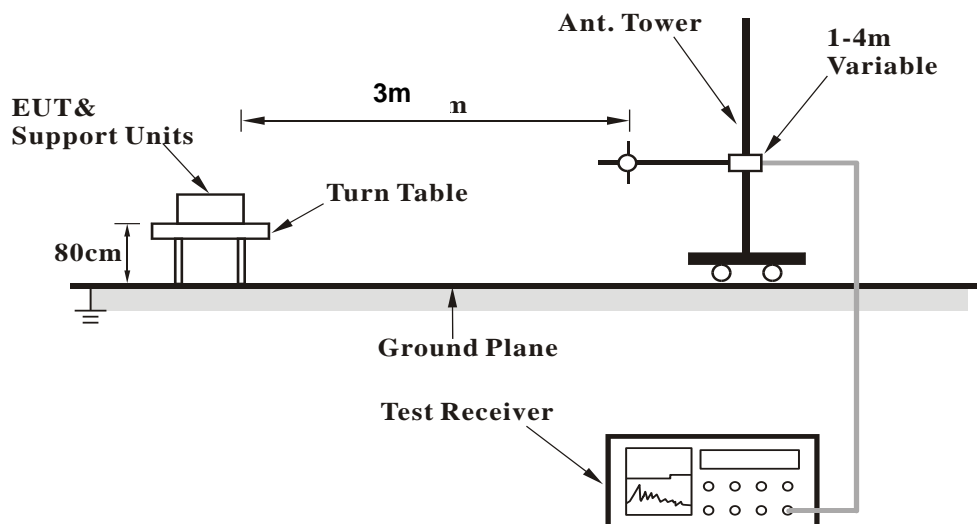 Ant. Tower
1-4m
Variable
3m
n
EUT&
Support Units
Turn Table
80cm
Ground Plane
Test Receiver